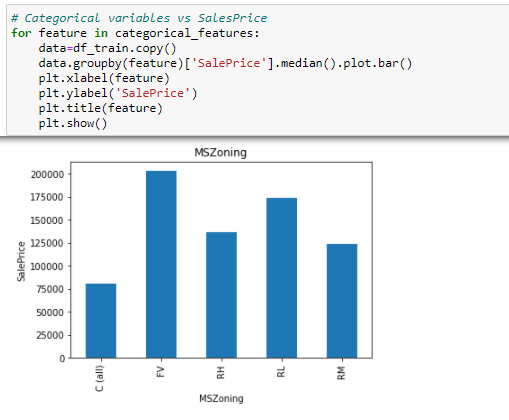 # Categorical variables vs SalesPrice
for feature in categorical_features:
    data=df_train.copy()
    data.groupby(feature)['SalePrice'].median().plot.bar()
    plt.xlabel(feature)
    plt.ylabel('SalePrice')
    plt.title(feature)
    plt.show()
MSZoning
200000
175000
150000
125000
100000
75000
50000
25000
0
SalePrice
C (all)
FV
RH
RL
RM
MSZoning